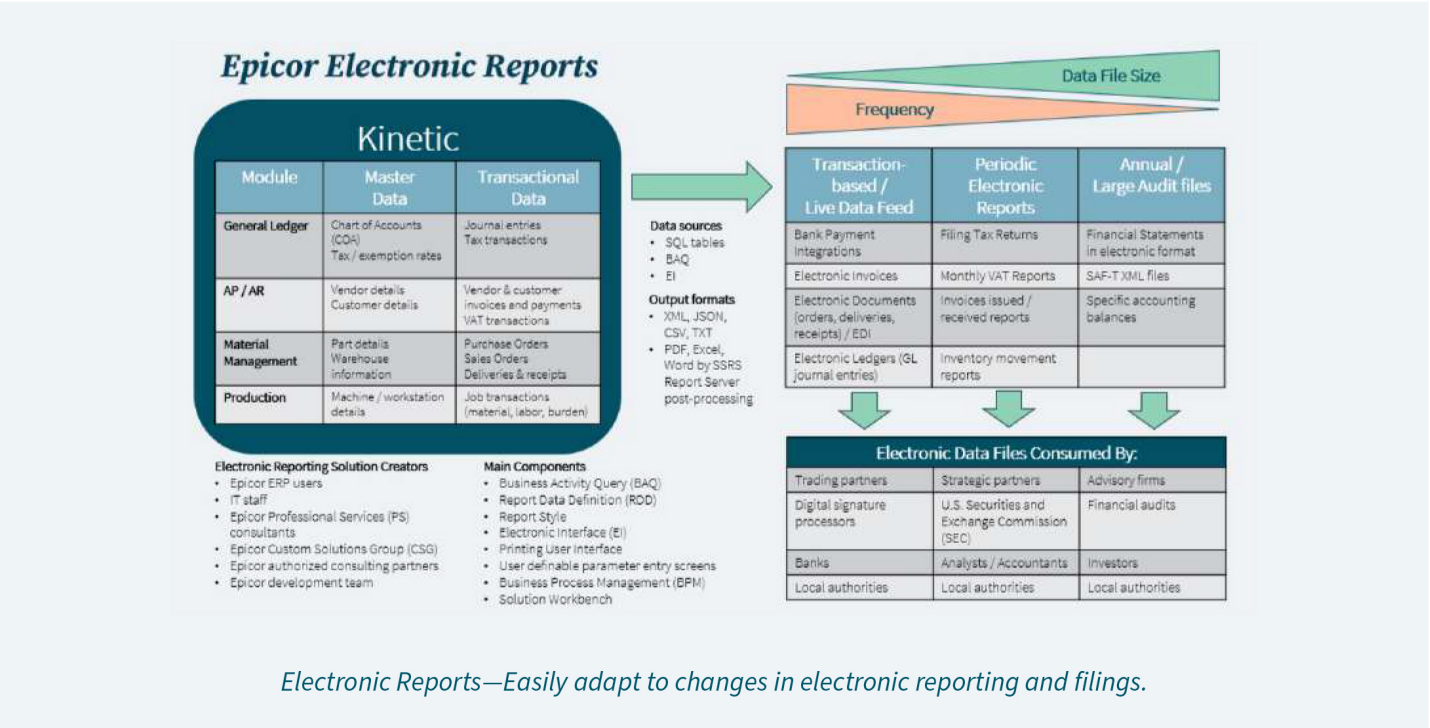 Epicor Electronic Reports
Kinetic
Module
Master
Data
Transactional
Data
General Ledger
Chart of Accounts
(COA)
Tax / exemption rates
Journal entries
Tax transactions
AP / AR
Vendor details
Customer details
Vendor & customer
invoices and payments
VAT transactions
Material
Management
Part details
Warehouse
information
Purchase Orders
Sales Orders
Deliveries & receipts
Production
Machine / workstation
details
Job transactions
(material, labor, burden)
Electronic Reporting Solution Creators
• Epicor ERP users
• IT staff
• Epicor Professional Services (PS)
consultants
• Epicor Custom Solutions Group (CSG)
• Epicor authorized consulting partners
• Epicor development team
Main Components
• Business Activity Query (BAQ)
• Report Data Definition (RDD)
• Report Style
• Electronic Interface (EI)
• Printing User Interface
• User definable parameter entry screens
• Business Process Management (BPM)
• Solution Workbench
Data sources
• SQL tables
• BAQ
• EI
Output formats
• XML, JSON,
CSV, TXT
• PDF, Excel,
Word by SSRS
Report Server
post-processing
Data File Size
Frequency
Transaction-
based /
Live Data Feed
Periodic
Electronic
Reports
Annual /
Large Audit files
Bank Payment
Integrations
Filing Tax Returns
Financial Statements
in electronic format
Electronic Invoices
Monthly VAT Reports
SAF-T XML files
Electronic Documents
(orders, deliveries,
receipts) / EDI
Invoices issued /
received reports
Specific accounting
balances
Electronic Ledgers (GL
journal entries)
Inventory movement
reports
Electronic Data Files Consumed By:
Trading partners
Strategic partners
Advisory firms
Digital signature
processors
U.S. Securities and
Exchange Commission
(SEC)
Financial audits
Banks
Analysts / Accountants
Investors
Local authorities
Local authorities
Local authorities
Electronic Reports—Easily adapt to changes in electronic reporting and filings.